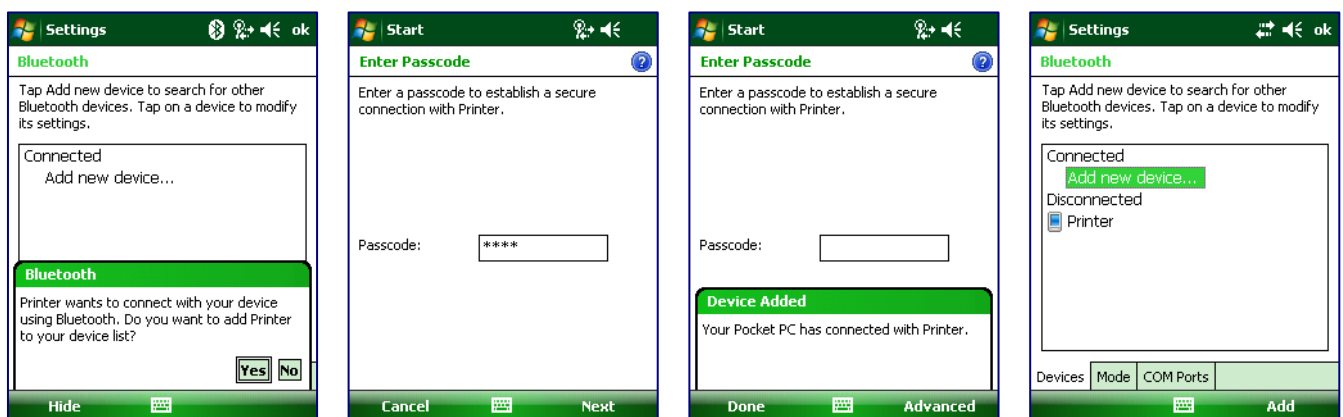 Settings ok
Bluetooth
Tap Add new device to search for other
Bluetooth devices. Tap on a device to modify
its settings.
Connected
Add new device...
Bluetooth
Printer wants to connect with your device
using Bluetooth. Do you want to add Printer
to your device list?
Yes No
Hide
Start
Enter Passcode ?
Enter a passcode to establish a secure
connection with Printer.
Passcode: ****
Cancel Next
Start
Enter Passcode ?
Enter a passcode to establish a secure
connection with Printer.
Passcode:
Device Added
Your Pocket PC has connected with Printer.
Done Advanced
Settings ok
Bluetooth
Tap Add new device to search for other
Bluetooth devices. Tap on a device to modify
its settings.
Connected
Add new device...
Disconnected
Printer
Devices Mode COM Ports
Add